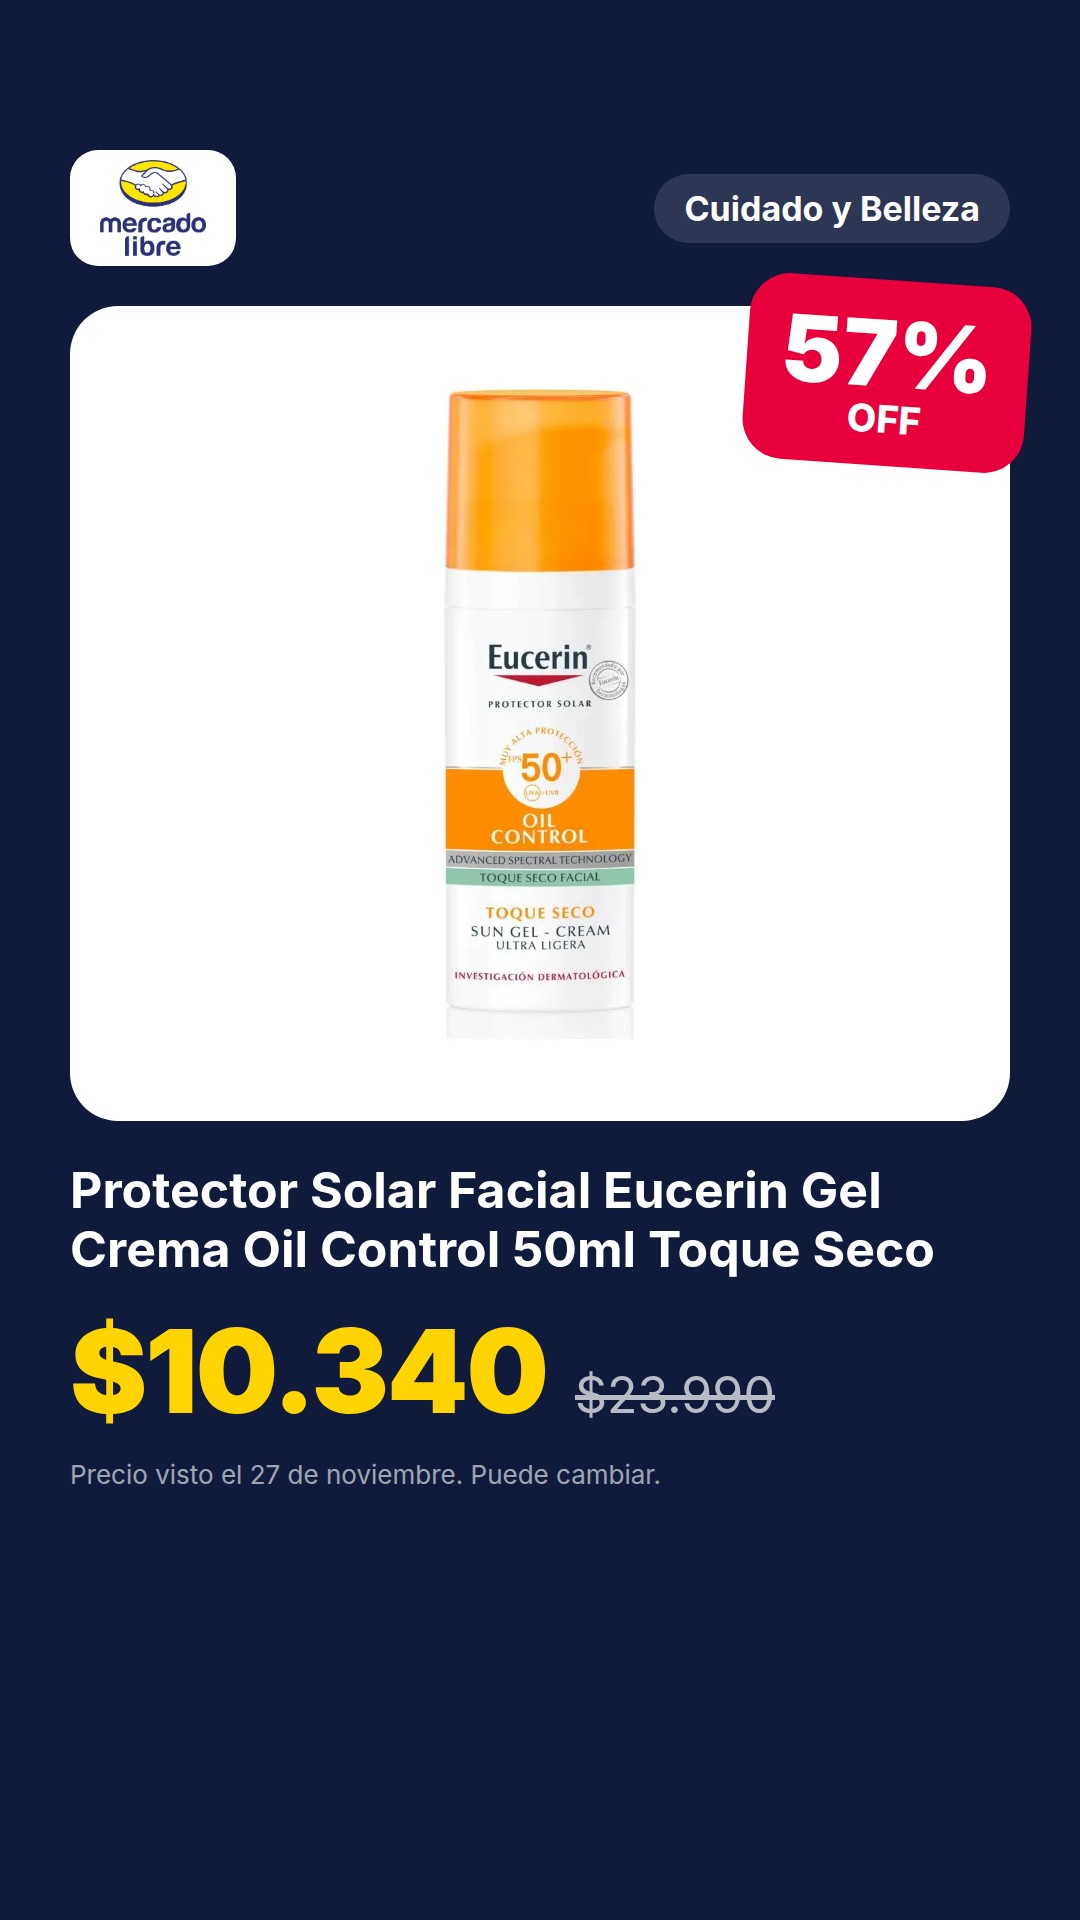 mercado
libre
Cuidado y Belleza
57%
OFF
Eucerin®
PROTECTOR SOLAR
MUY ALTA PROTECCIÓN
FPS 50+
UVA+UVB
OIL
CONTROL
ADVANCED SPECTRAL TECHNOLOGY
TOQUE SECO FACIAL
TOQUE SECO
SUN GEL - CREAM
ULTRA LIGERA
INVESTIGACIÓN DERMATOLÓGICA
Protector Solar Facial Eucerin Gel
Crema Oil Control 50ml Toque Seco
$10.340 $23.990
Precio visto el 27 de noviembre. Puede cambiar.